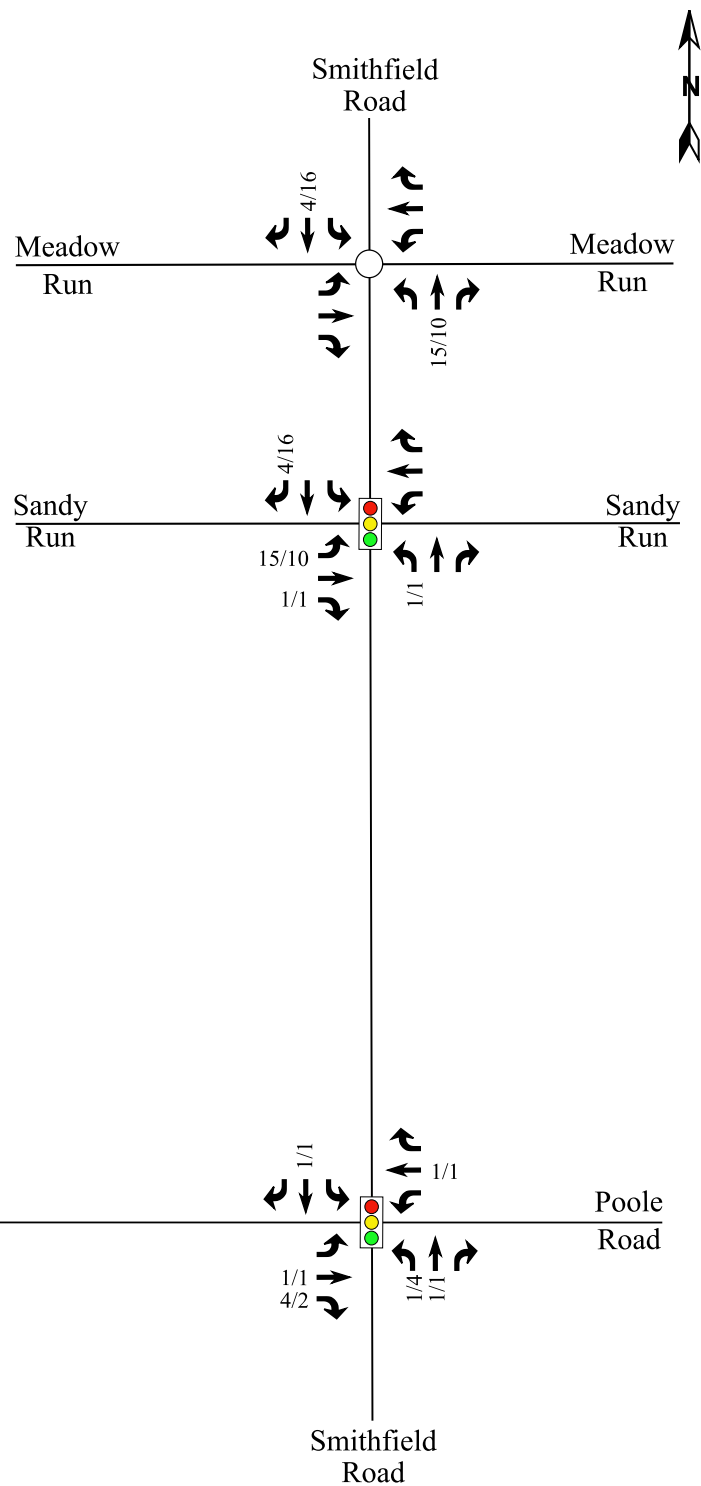 Smithfield
Road
N
4/16
Meadow
Run
Meadow
Run
15/10
4/16
Sandy
Run
Sandy
Run
15/10
1/1
1/1
1/1
1/1
Poole
Road
1/1
4/2
1/4
1/1
Smithfield
Road